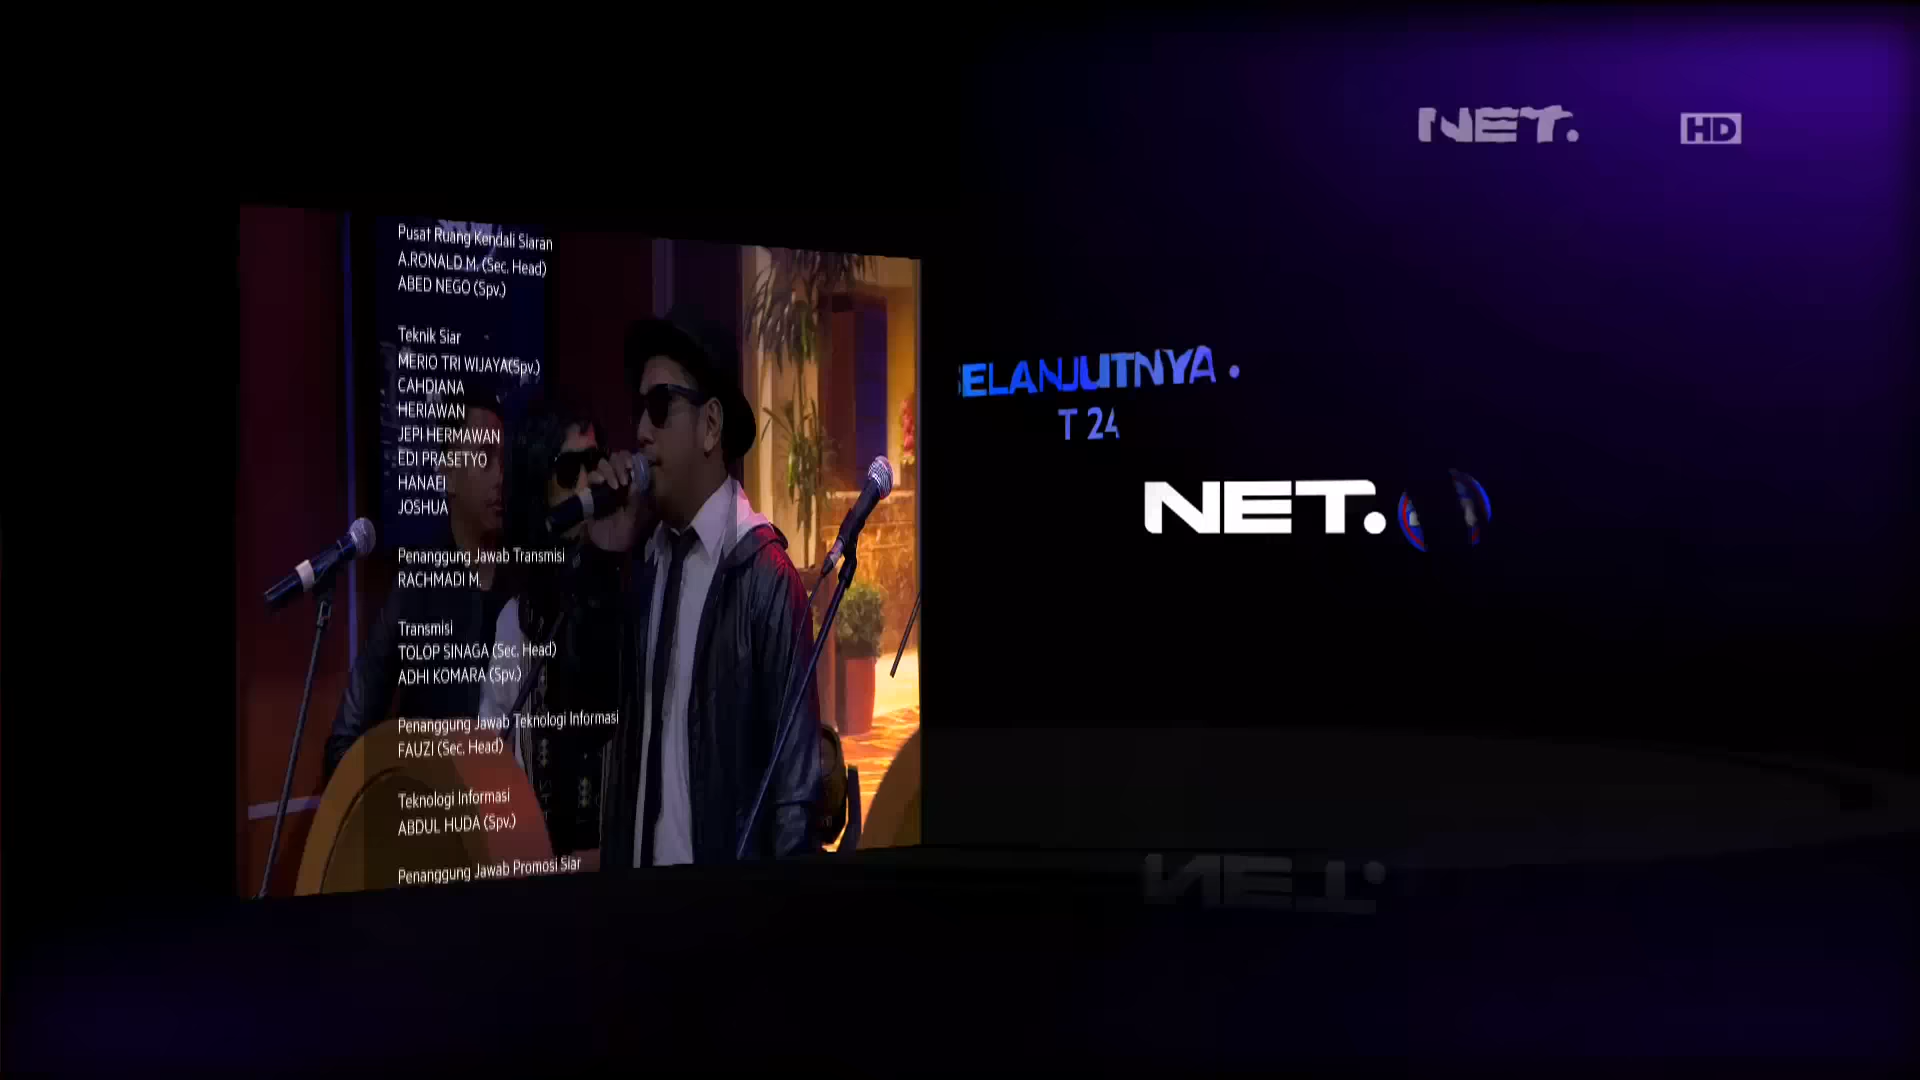 NET.
HD
Pusat Ruang Kendali Siaran
A.RONALD M. (Sec. Head)
ABED NEGO (Spv.)
Teknik Siar
MERIO TRI WIJAYA(Spv.)
CAHDIANA
HERIAWAN
JEPI HERMAWAN
EDI PRASETYO
HANAFI
JOSHUA
Penanggung Jawab Transmisi
RACHMADI M.
Transmisi
TOLOP SINAGA (Sec. Head)
ADHI KOMARA (Spv.)
Penanggung Jawab Teknologi Informasi
FAUZI (Sec. Head)
Teknologi Informasi
ABDUL HUDA (Spv.)
Penanggung Jawab Promosi Siar
ELANJUTNYA
T 24
NET.